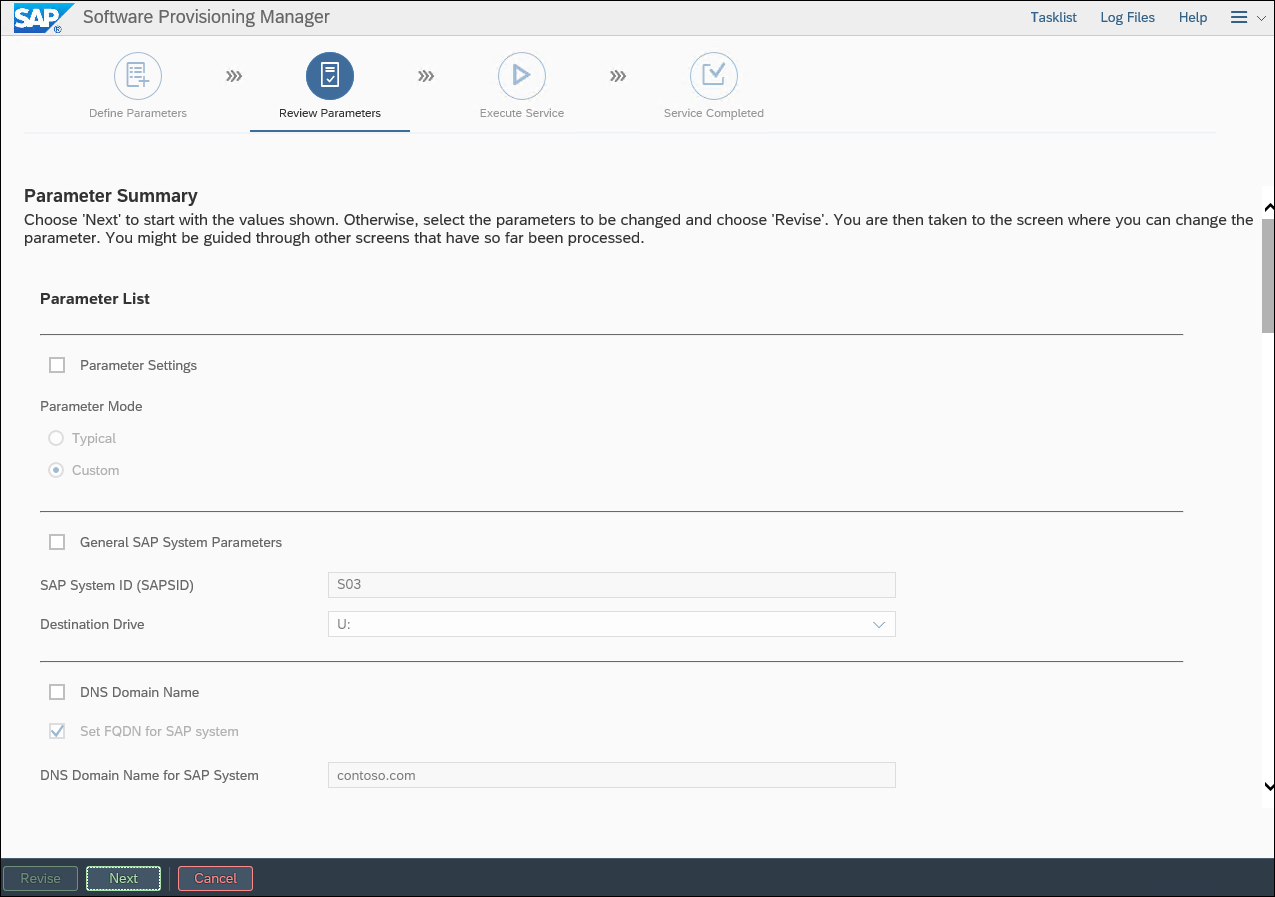 SAP ® Software Provisioning Manager Tasklist Log Files Help
Define Parameters Review Parameters Execute Service Service Completed
Parameter Summary
Choose 'Next' to start with the values shown. Otherwise, select the parameters to be changed and choose 'Revise'. You are then taken to the screen where you can change the
parameter. You might be guided through other screens that have so far been processed.
Parameter List
Parameter Settings
Parameter Mode
Typical
Custom
General SAP System Parameters
SAP System ID (SAPSID) S03
Destination Drive U:
DNS Domain Name
Set FQDN for SAP system
DNS Domain Name for SAP System contoso.com
Revise Next Cancel